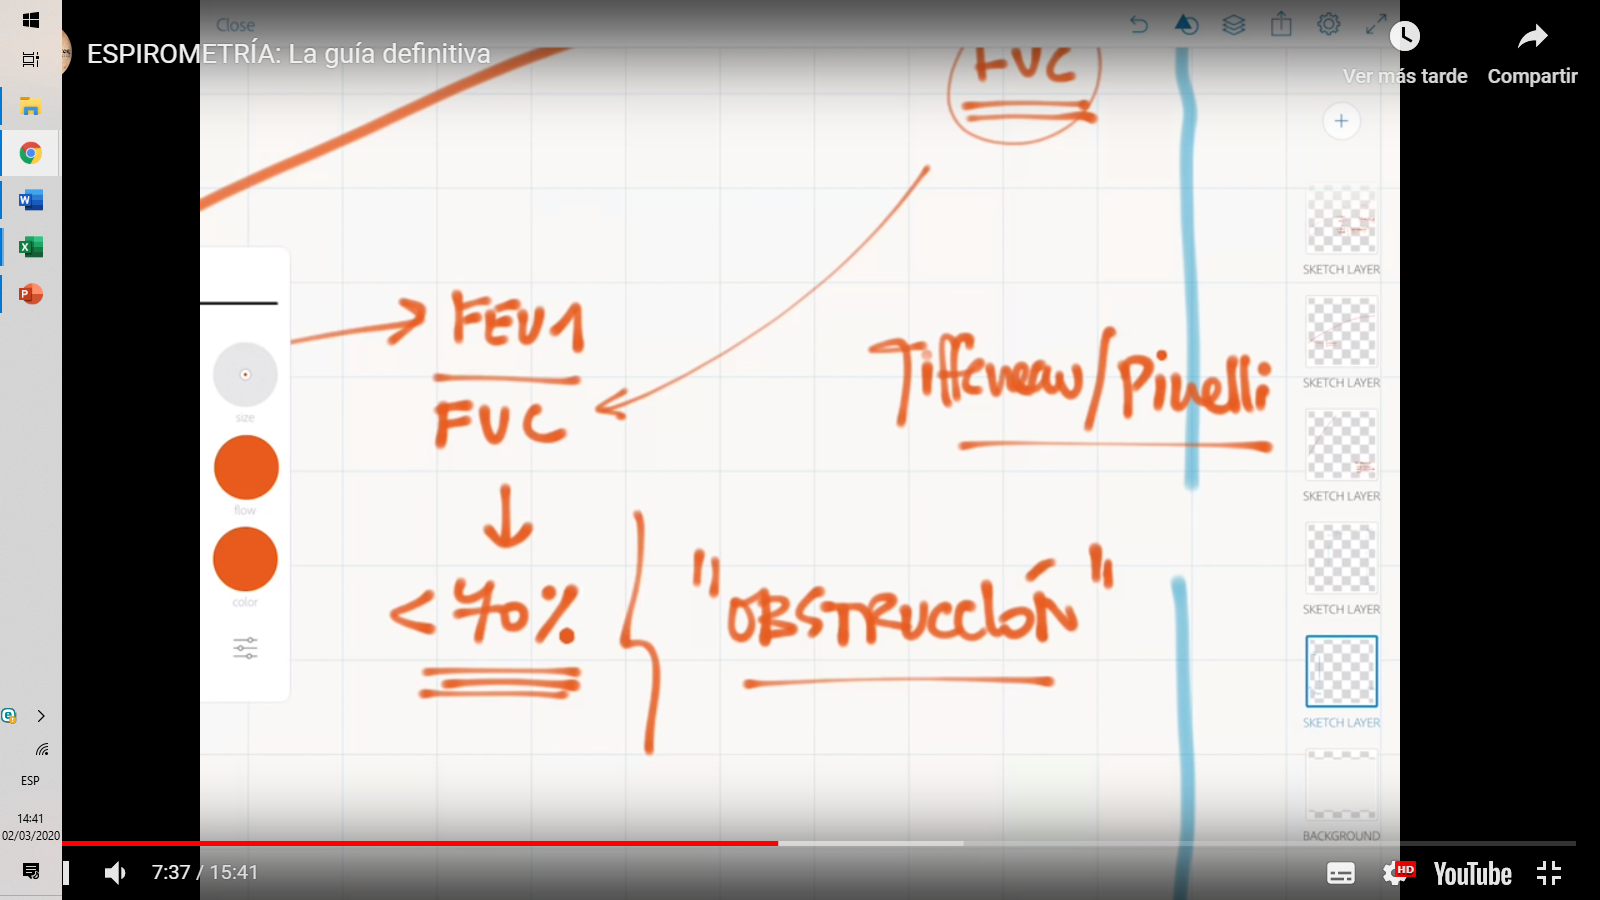 Close
ESPIROMETRÍA: La guía definitiva
Ver más tarde
Compartir
FVC
FEV1
FVC
Tiffeneau/Pinelli
<70%
"OBSTRUCCIÓN"
size
flow
color
SKETCH LAYER
SKETCH LAYER
SKETCH LAYER
SKETCH LAYER
SKETCH LAYER
BACKGROUND
ESP
14:41
02/03/2020
7:37 / 15:41
HD
YouTube